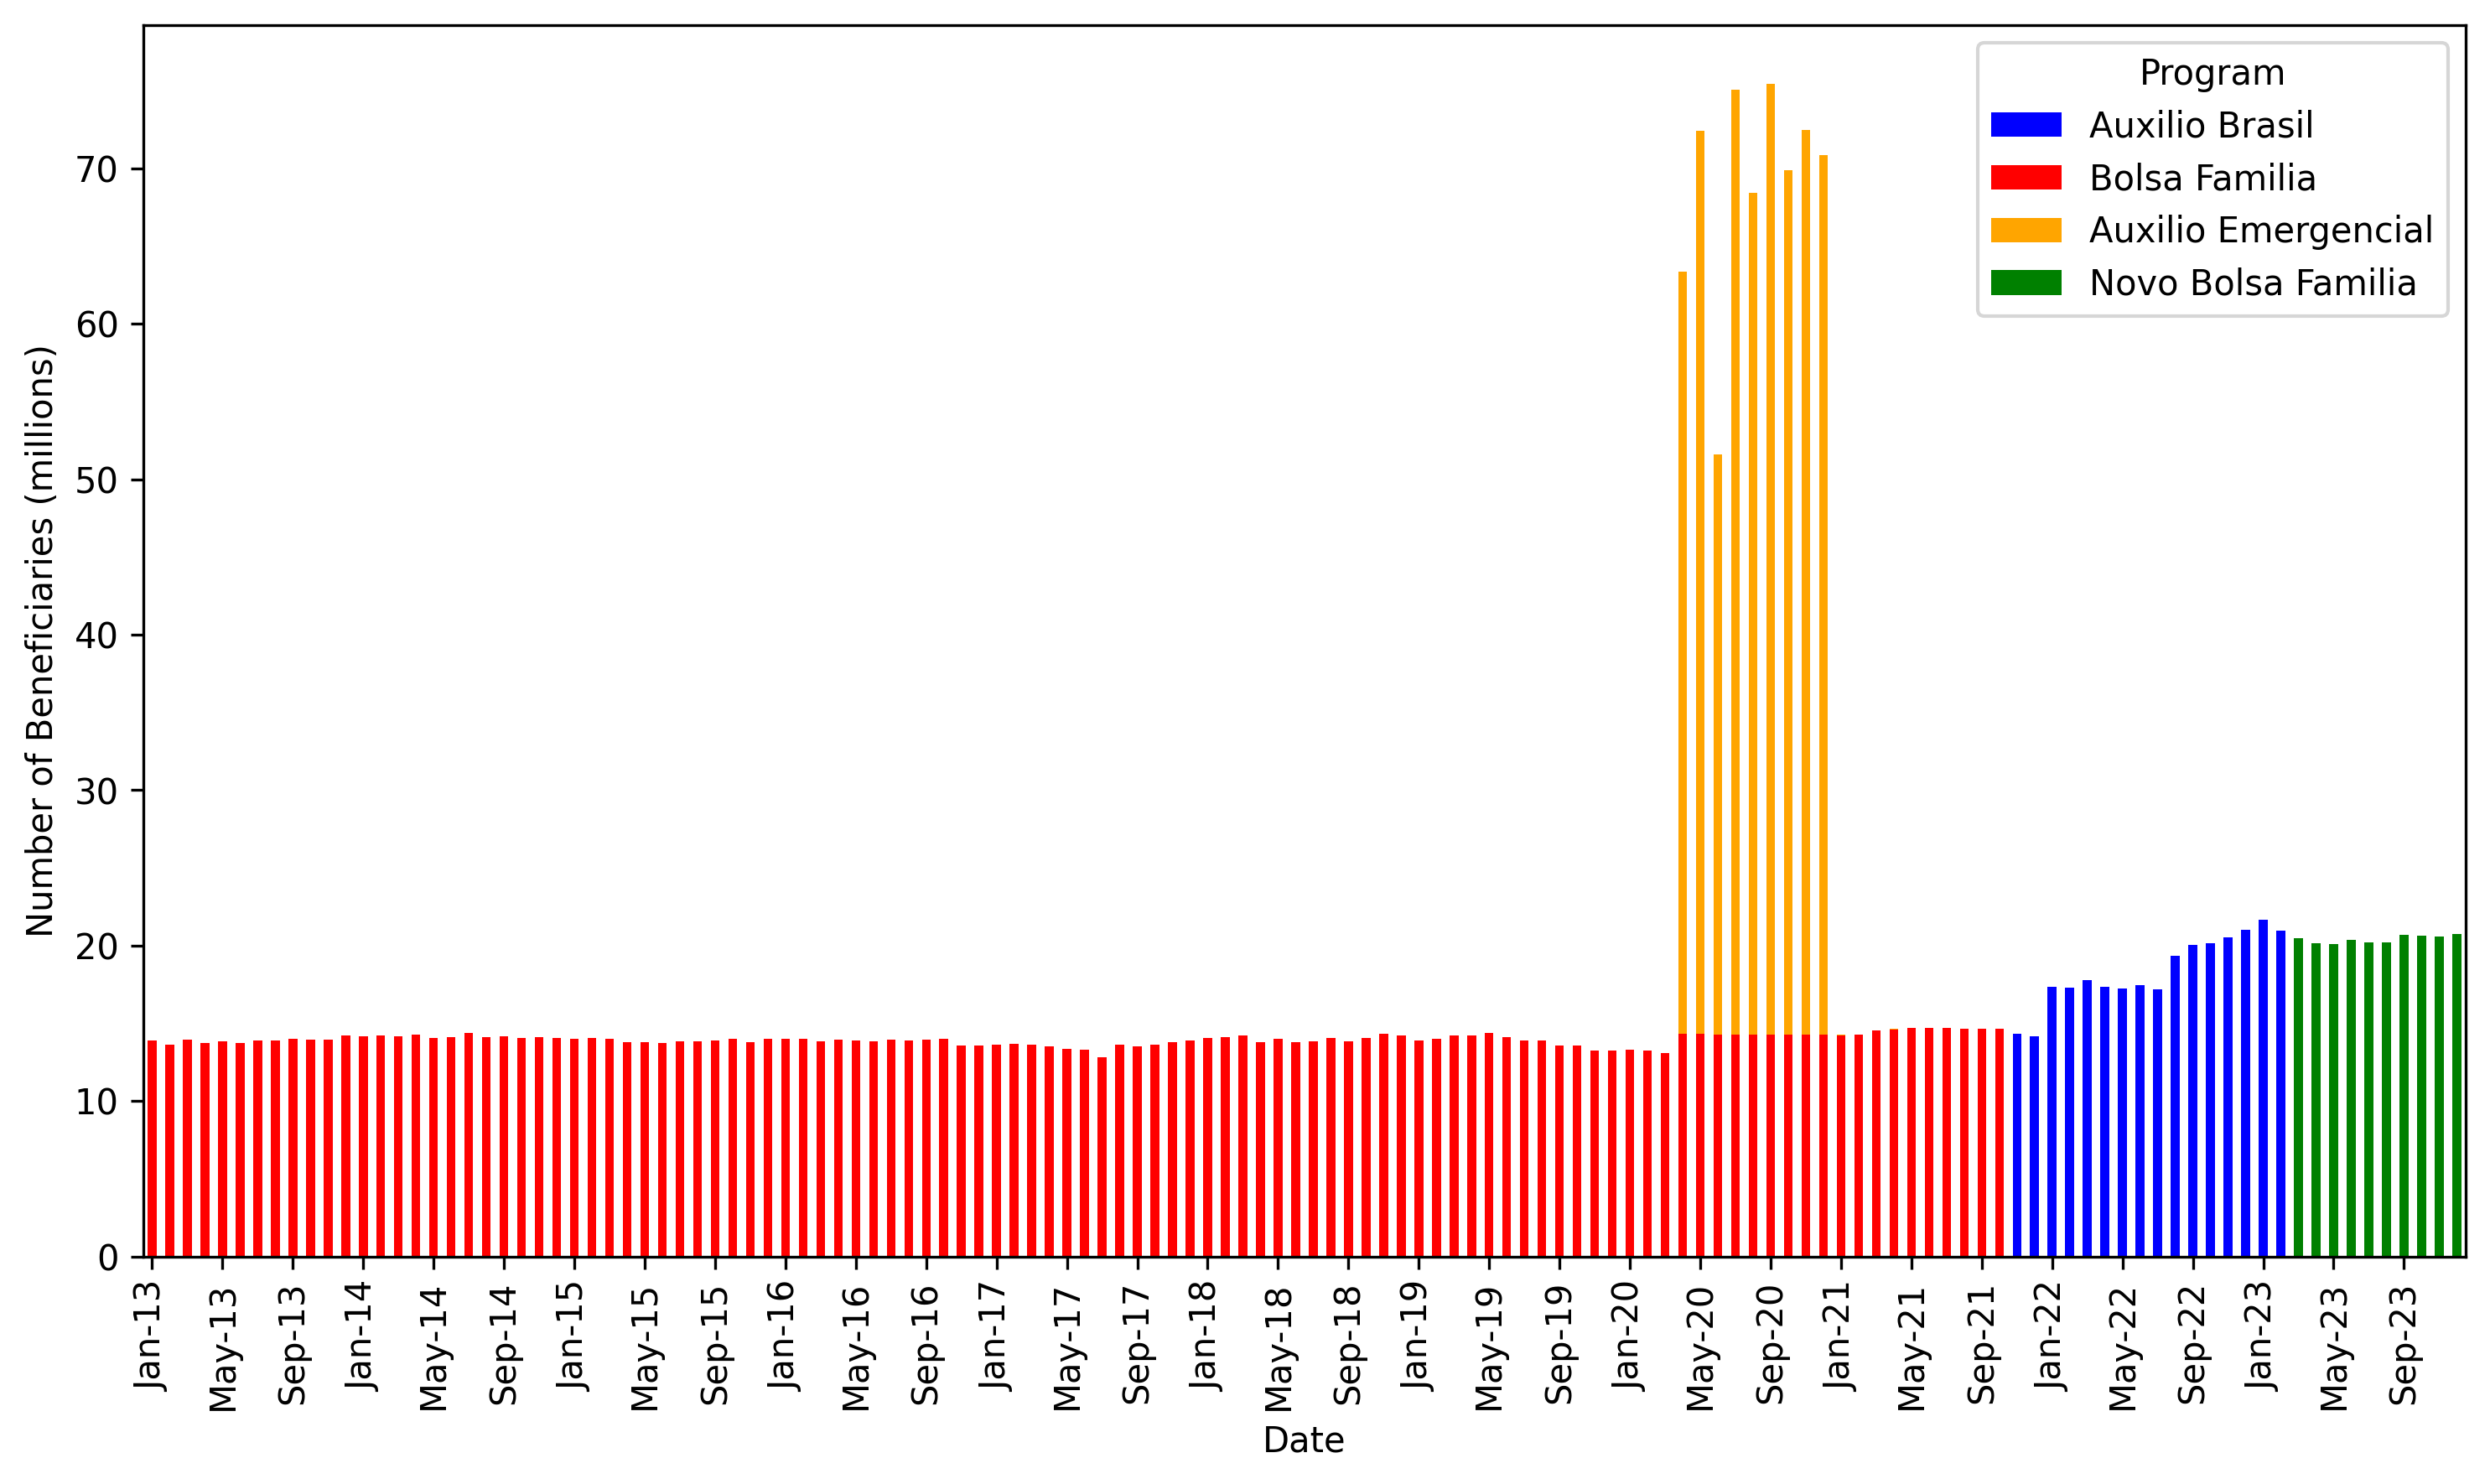 Program
Auxilio Brasil
Bolsa Familia
Auxilio Emergencial
Novo Bolsa Familia
Number of Beneficiaries (millions)
70
60
50
40
30
20
10
0
Jan-13
May-13
Sep-13
Jan-14
May-14
Sep-14
Jan-15
May-15
Sep-15
Jan-16
May-16
Sep-16
Jan-17
May-17
Sep-17
Jan-18
May-18
Sep-18
Jan-19
May-19
Sep-19
Jan-20
May-20
Sep-20
Jan-21
May-21
Sep-21
Jan-22
May-22
Sep-22
Jan-23
May-23
Sep-23
Date